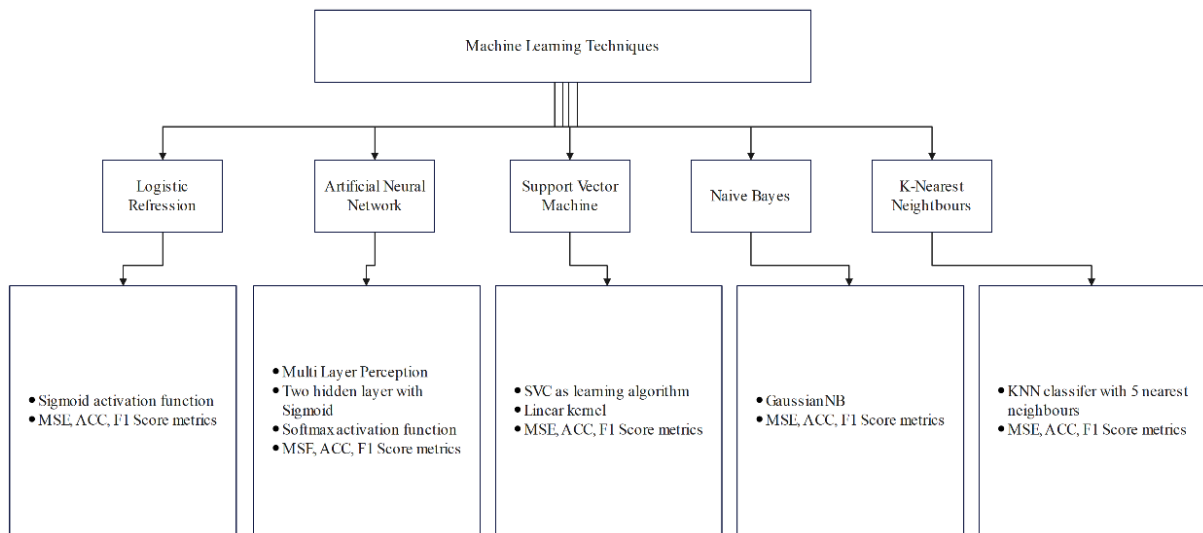 Machine Learning Techniques
Logistic
Refression
Artificial Neural
Network
Support Vector
Machine
Naive Bayes
K-Nearest
Neighbours
● Sigmoid activation function
● MSE, ACC, F1 Score metrics
● Multi Layer Perception
● Two hidden layer with
Sigmoid
● Softmax activation function
● MSE, ACC, F1 Score metrics
● SVC as learning algorithm
● Linear kernel
● MSE, ACC, F1 Score metrics
● GaussianNB
● MSE, ACC, F1 Score metrics
● KNN classifer with 5 nearest
neighbours
● MSE, ACC, F1 Score metrics